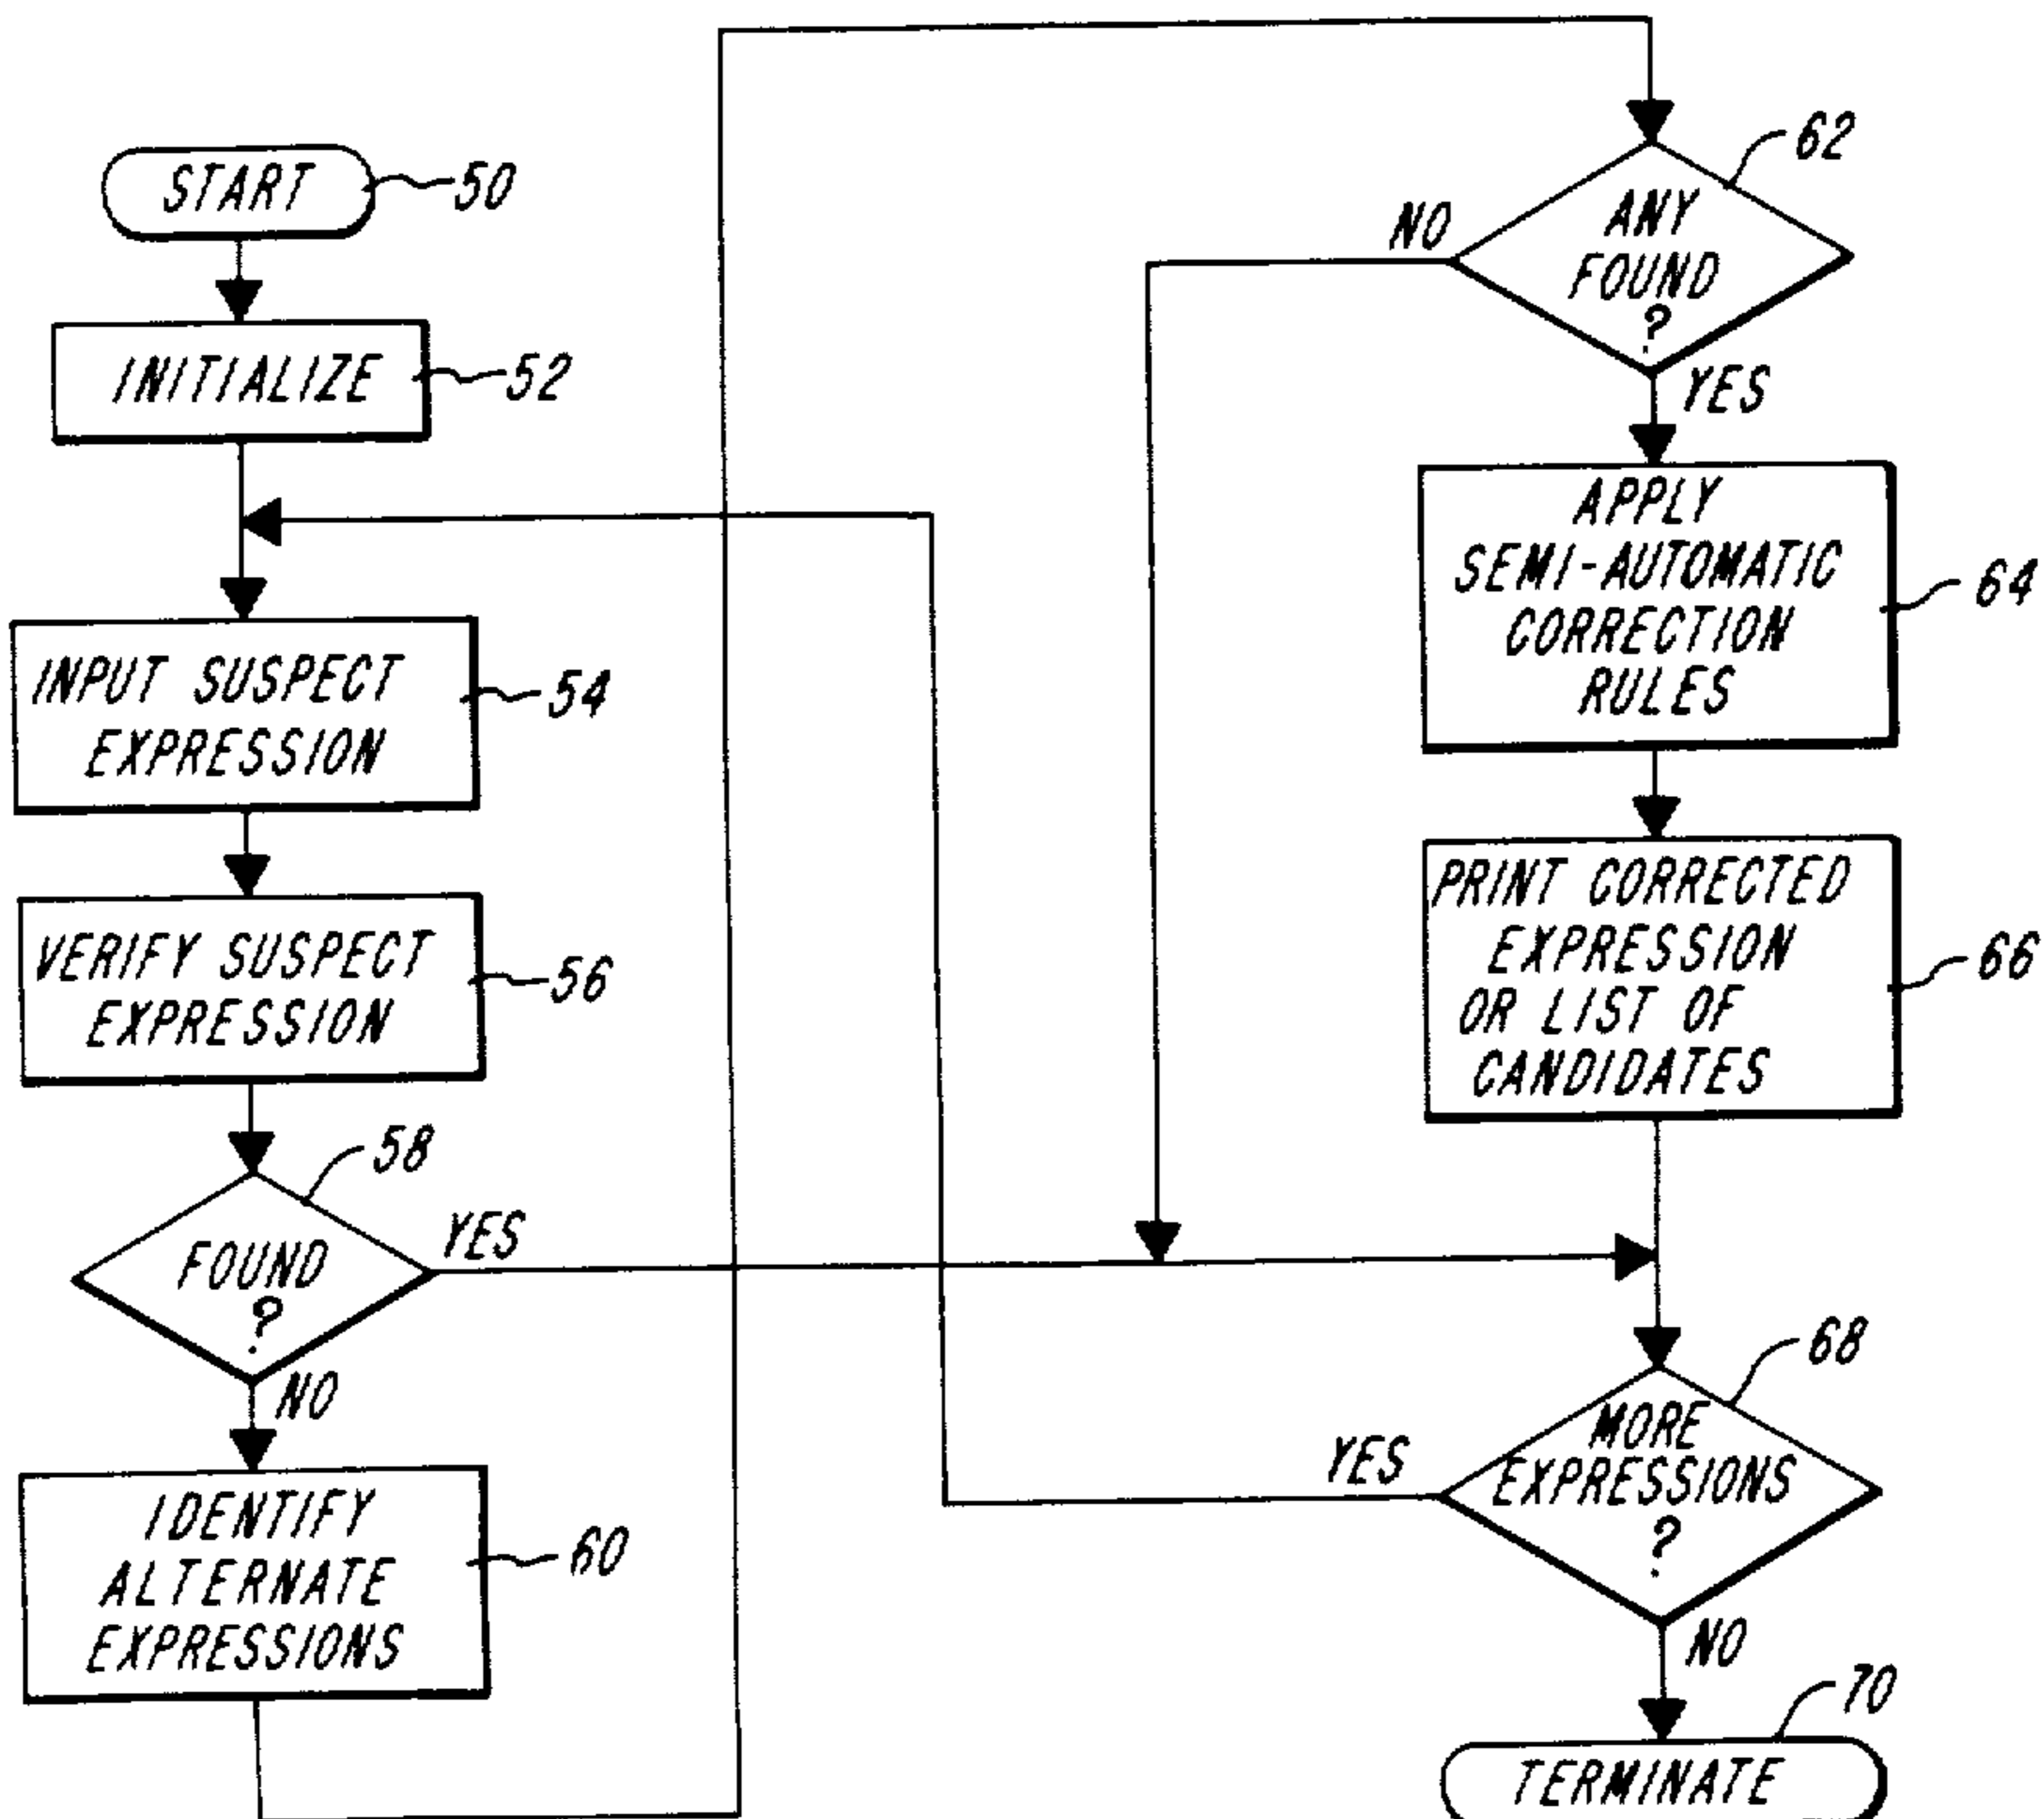 START
50
INITIALIZE
52
INPUT SUSPECT
EXPRESSION
54
VERIFY SUSPECT
EXPRESSION
56
58
FOUND
?
YES
NO
IDENTIFY
ALTERNATE
EXPRESSIONS
60
62
ANY
FOUND
?
NO
YES
APPLY
SEMI-AUTOMATIC
CORRECTION
RULES
64
PRINT CORRECTED
EXPRESSION
OR LIST OF
CANDIDATES
66
68
MORE
EXPRESSIONS
?
YES
NO
70
TERMINATE